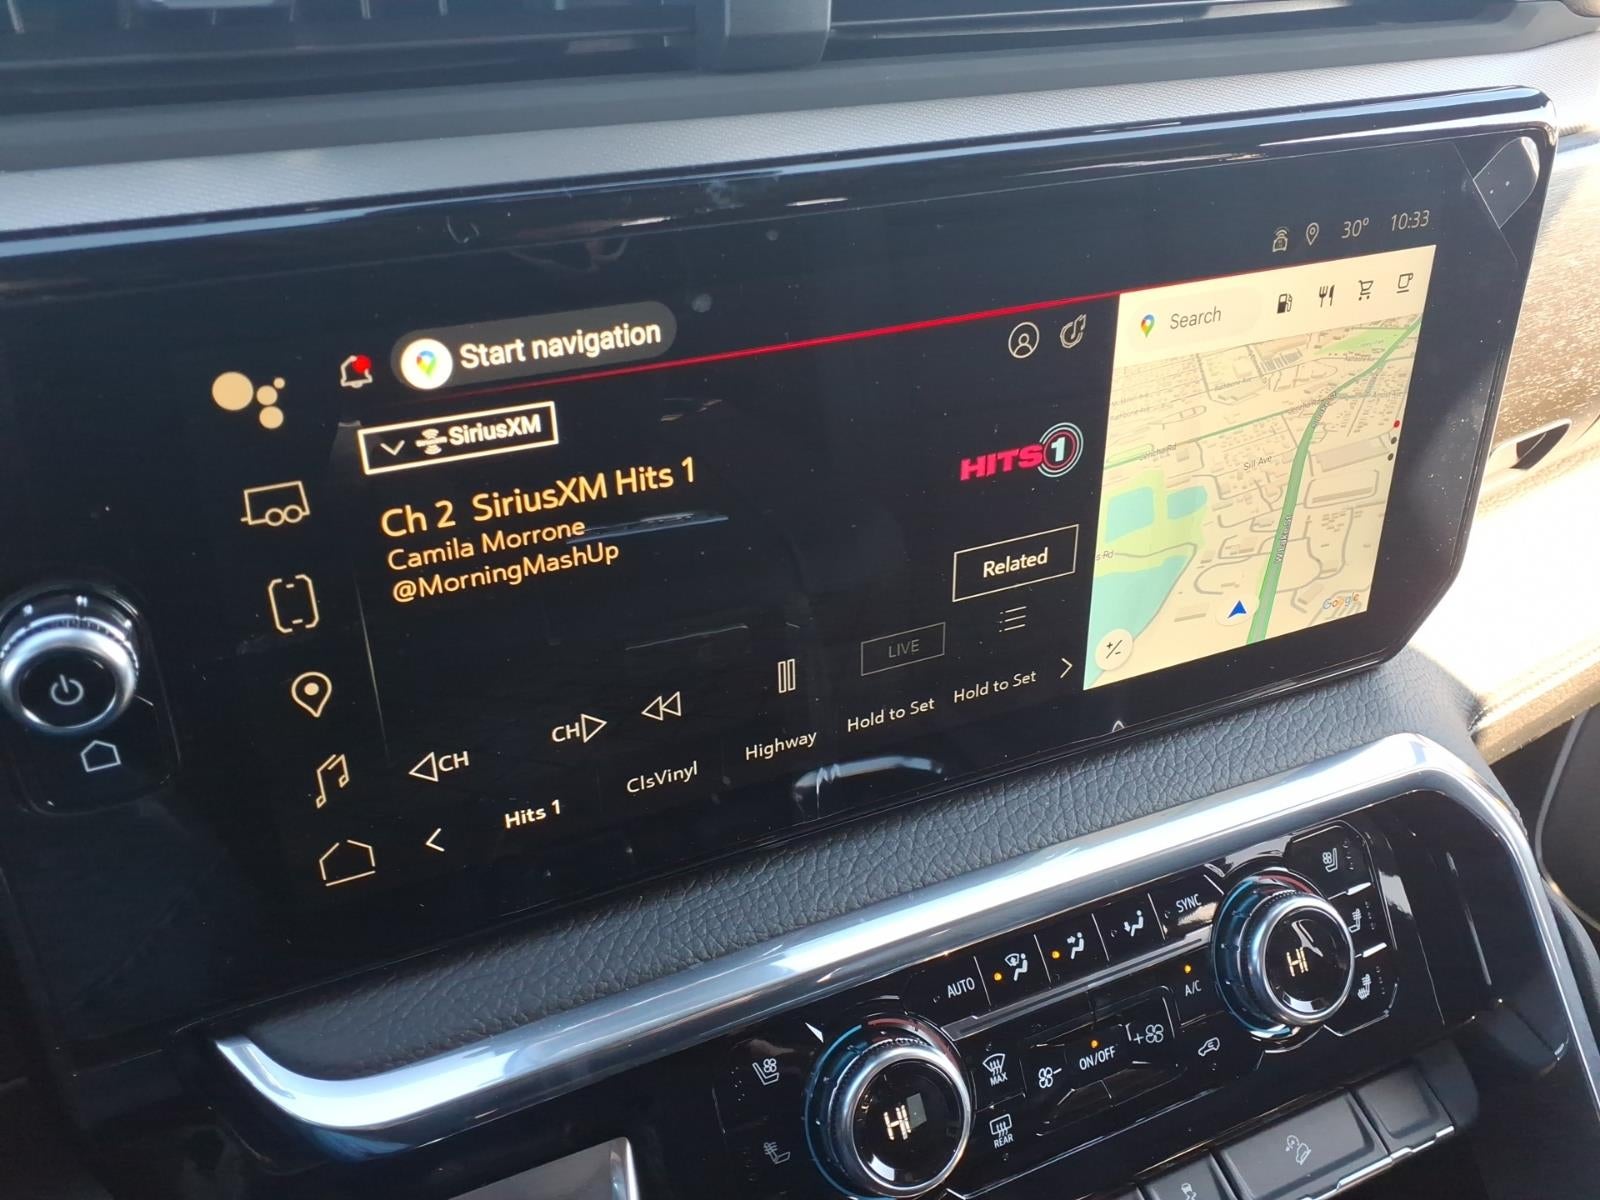 30° 10:33
Start navigation
Search
SiriusXM
HITS 1
Ch 2 SiriusXM Hits 1
Camila Morrone
@MorningMashUp
Related
Sill Ave
Google
LIVE
CH
CH
Hits 1
ClsVinyl
Highway
Hold to Set
Hold to Set
+/-
AUTO
SYNC
A/C
HI
MAX
ON/OFF
HI
REAR